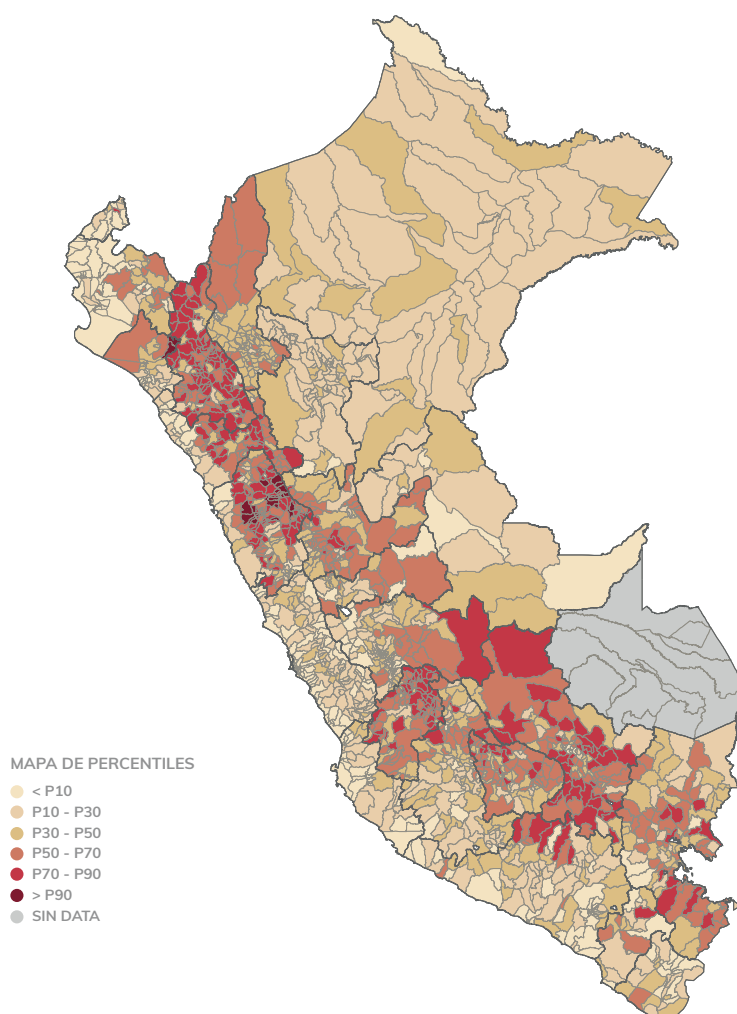 MAPA DE PERCENTILES
< P10
P10 - P30
P30 - P50
P50 - P70
P70 - P90
> P90
SIN DATA